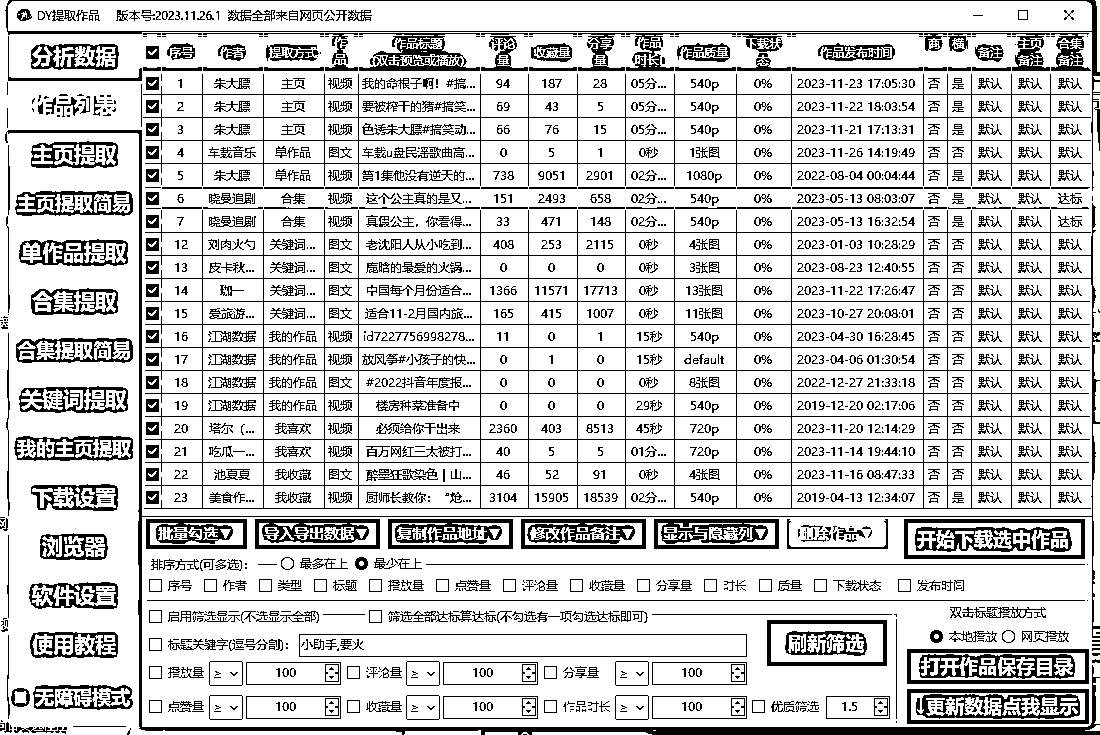 DY提取作品 版本号:2023.11.26.1 数据全部来自网页公开数据
分析数据
作品列表
主页提取
主页提取简易
单作品提取
合集提取
合集提取简易
关键词提取
我的主页提取
下载设置
浏览器
软件设置
使用教程
无障碍模式
序号 作者 提取方式 作品 作品标题(双击预览或播放) 评论量 收藏量 分享量 作品时长 作品质量 下载状态 作品发布时间 商 横 备注 主页备注 合集备注
1 朱大腰 主页 视频 我的命根子啊！#搞... 94 187 28 05分... 540p 0% 2023-11-23 17:05:30 否 是 默认 默认 默认
2 朱大腰 主页 视频 要被榨干的猪#搞笑... 69 43 5 05分... 540p 0% 2023-11-22 18:03:54 否 是 默认 默认 默认
3 朱大腰 主页 视频 色诱朱大腰#搞笑动... 66 76 15 05分... 540p 0% 2023-11-21 17:13:31 否 是 默认 默认 默认
4 车载音乐 单作品 图文 车载u盘民谣歌曲高... 0 5 1 0秒 1张图 0% 2023-11-26 14:19:49 否 否 默认 默认 默认
5 朱大腰 单作品 视频 第1集他没有逆天的... 738 9051 2901 02分... 1080p 0% 2022-08-04 00:04:44 否 否 默认 默认 默认
6 晓曼追剧 合集 视频 这个公主真的是又... 151 2493 658 02分... 540p 0% 2023-05-13 08:03:07 否 是 默认 默认 达标
7 晓曼追剧 合集 视频 真假公主，你看得... 33 471 148 02分... 540p 0% 2023-05-13 16:32:54 否 是 默认 默认 达标
12 刘肉火勺 关键词... 图文 老沈阳人从小吃到... 408 253 2115 0秒 4张图 0% 2023-01-03 10:28:29 否 否 默认 默认 默认
13 皮卡秋... 关键词... 图文 鹿晗的最爱的火锅... 0 0 0 0秒 3张图 0% 2023-08-23 12:40:55 否 否 默认 默认 默认
14 珈一 关键词... 图文 中国每个月份适合... 1366 11571 17713 0秒 13张图 0% 2023-11-22 17:26:47 否 否 默认 默认 默认
15 爱旅游... 关键词... 图文 适合11-2月国内旅... 165 415 1007 0秒 11张图 0% 2023-10-27 20:08:01 否 否 默认 默认 默认
16 江湖数据 我的作品 视频 id7227756998278... 11 0 1 15秒 540p 0% 2023-04-30 16:28:45 否 否 默认 默认 默认
17 江湖数据 我的作品 视频 放风筝#小孩子的快... 0 1 0 15秒 default 0% 2023-04-06 01:30:54 否 否 默认 默认 默认
18 江湖数据 我的作品 图文 #2022抖音年度报... 0 0 0 0秒 8张图 0% 2022-12-27 21:33:18 否 否 默认 默认 默认
19 江湖数据 我的作品 视频 楼房种菜准备中 0 0 0 29秒 540p 0% 2019-12-20 02:17:06 否 否 默认 默认 默认
20 塔尔（... 我喜欢 视频 必须给你干出来 2360 403 8513 45秒 720p 0% 2023-11-20 12:14:29 否 否 默认 默认 默认
21 吃瓜一... 我喜欢 视频 百万网红三太被打... 40 5 5 01分... 720p 0% 2023-11-14 19:44:10 否 否 默认 默认 默认
22 池夏夏 我收藏 图文 醉墨狂歌染色 | 山... 46 52 91 0秒 4张图 0% 2023-11-16 08:47:33 否 否 默认 默认 默认
23 美食作... 我收藏 视频 厨师长教你：“炝... 3104 15905 18539 02分... 540p 0% 2019-04-13 12:34:07 否 是 默认 默认 默认
批量勾选▽ 导入导出数据▽ 复制作品地址▽ 修改作品备注▽ 显示与隐藏列▽ 删除作品▽ 开始下载选中作品
排序方式(可多选): 最多在上 最少在上
序号 作者 类型 标题 播放量 点赞量 评论量 收藏量 分享量 时长 质量 下载状态 发布时间
启用筛选显示(不选显示全部) 筛选全部达标算达标(不勾选有一项勾选达标即可)
标题关键字(逗号分割): 小助手,要火
刷新筛选
播放量 ≥ 100 评论量 ≥ 100 分享量 ≥ 100
点赞量 ≥ 100 收藏量 ≥ 100 作品时长 ≥ 100 优质筛选 1.5
双击标题播放方式
本地播放 网页播放
打开作品保存目录
↓更新数据点我显示